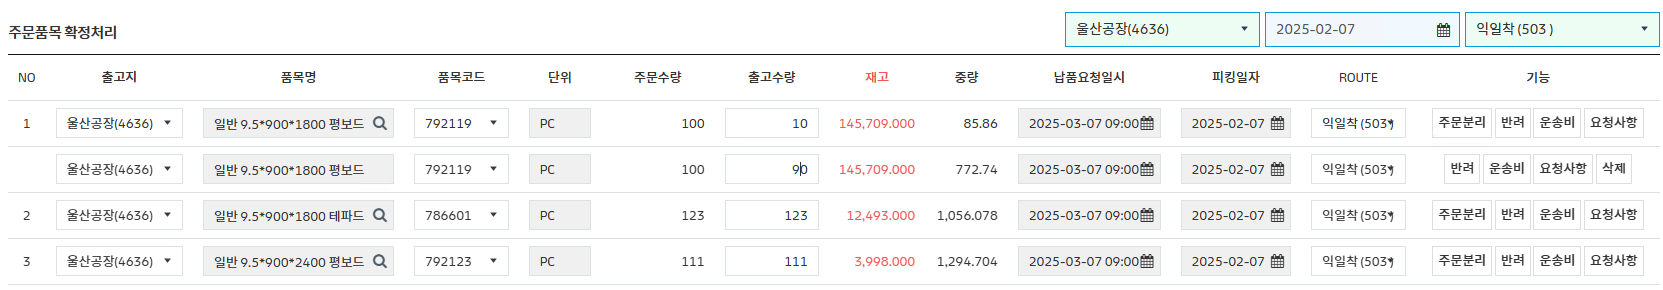 주문품목 확정처리 울산공장(4636) 2025-02-07 익일착 (503 )
NO 출고지 품목명 품목코드 단위 주문수량 출고수량 재고 중량 납품요청일시 피킹일자 ROUTE 기능
1 울산공장(4636) 일반 9.5*900*1800 평보드 792119 PC 100 10 145,709.000 85.86 2025-03-07 09:00 2025-02-07 익일착 (503 주문분리 반려 운송비 요청사항
울산공장(4636) 일반 9.5*900*1800 평보드 792119 PC 100 90 145,709.000 772.74 2025-03-07 09:00 2025-02-07 익일착 (503 반려 운송비 요청사항 삭제
2 울산공장(4636) 일반 9.5*900*1800 테파드 786601 PC 123 123 12,493.000 1,056.078 2025-03-07 09:00 2025-02-07 익일착 (503 주문분리 반려 운송비 요청사항
3 울산공장(4636) 일반 9.5*900*2400 평보드 792123 PC 111 111 3,998.000 1,294.704 2025-03-07 09:00 2025-02-07 익일착 (503 주문분리 반려 운송비 요청사항